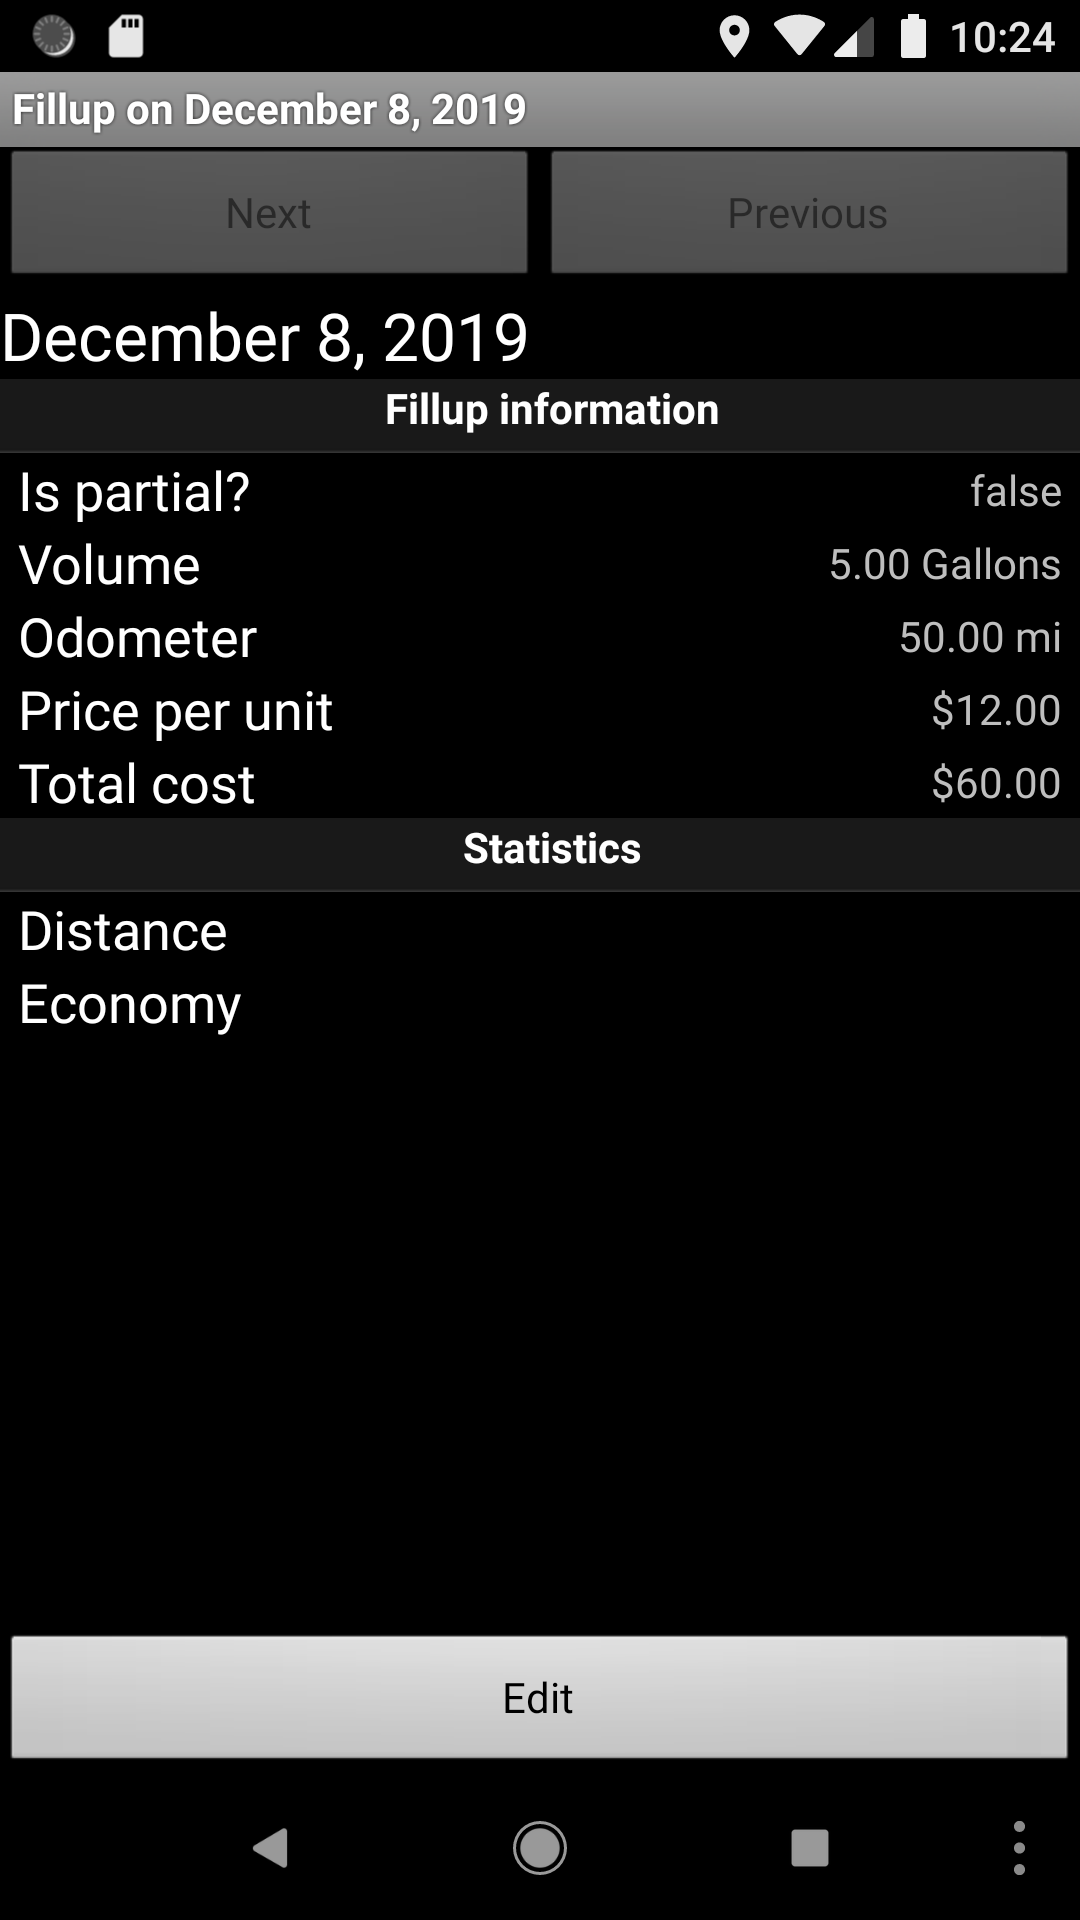 10:24
Fillup on December 8, 2019
Next Previous
December 8, 2019
Fillup information
Is partial? false
Volume 5.00 Gallons
Odometer 50.00 mi
Price per unit $12.00
Total cost $60.00
Statistics
Distance
Economy
Edit